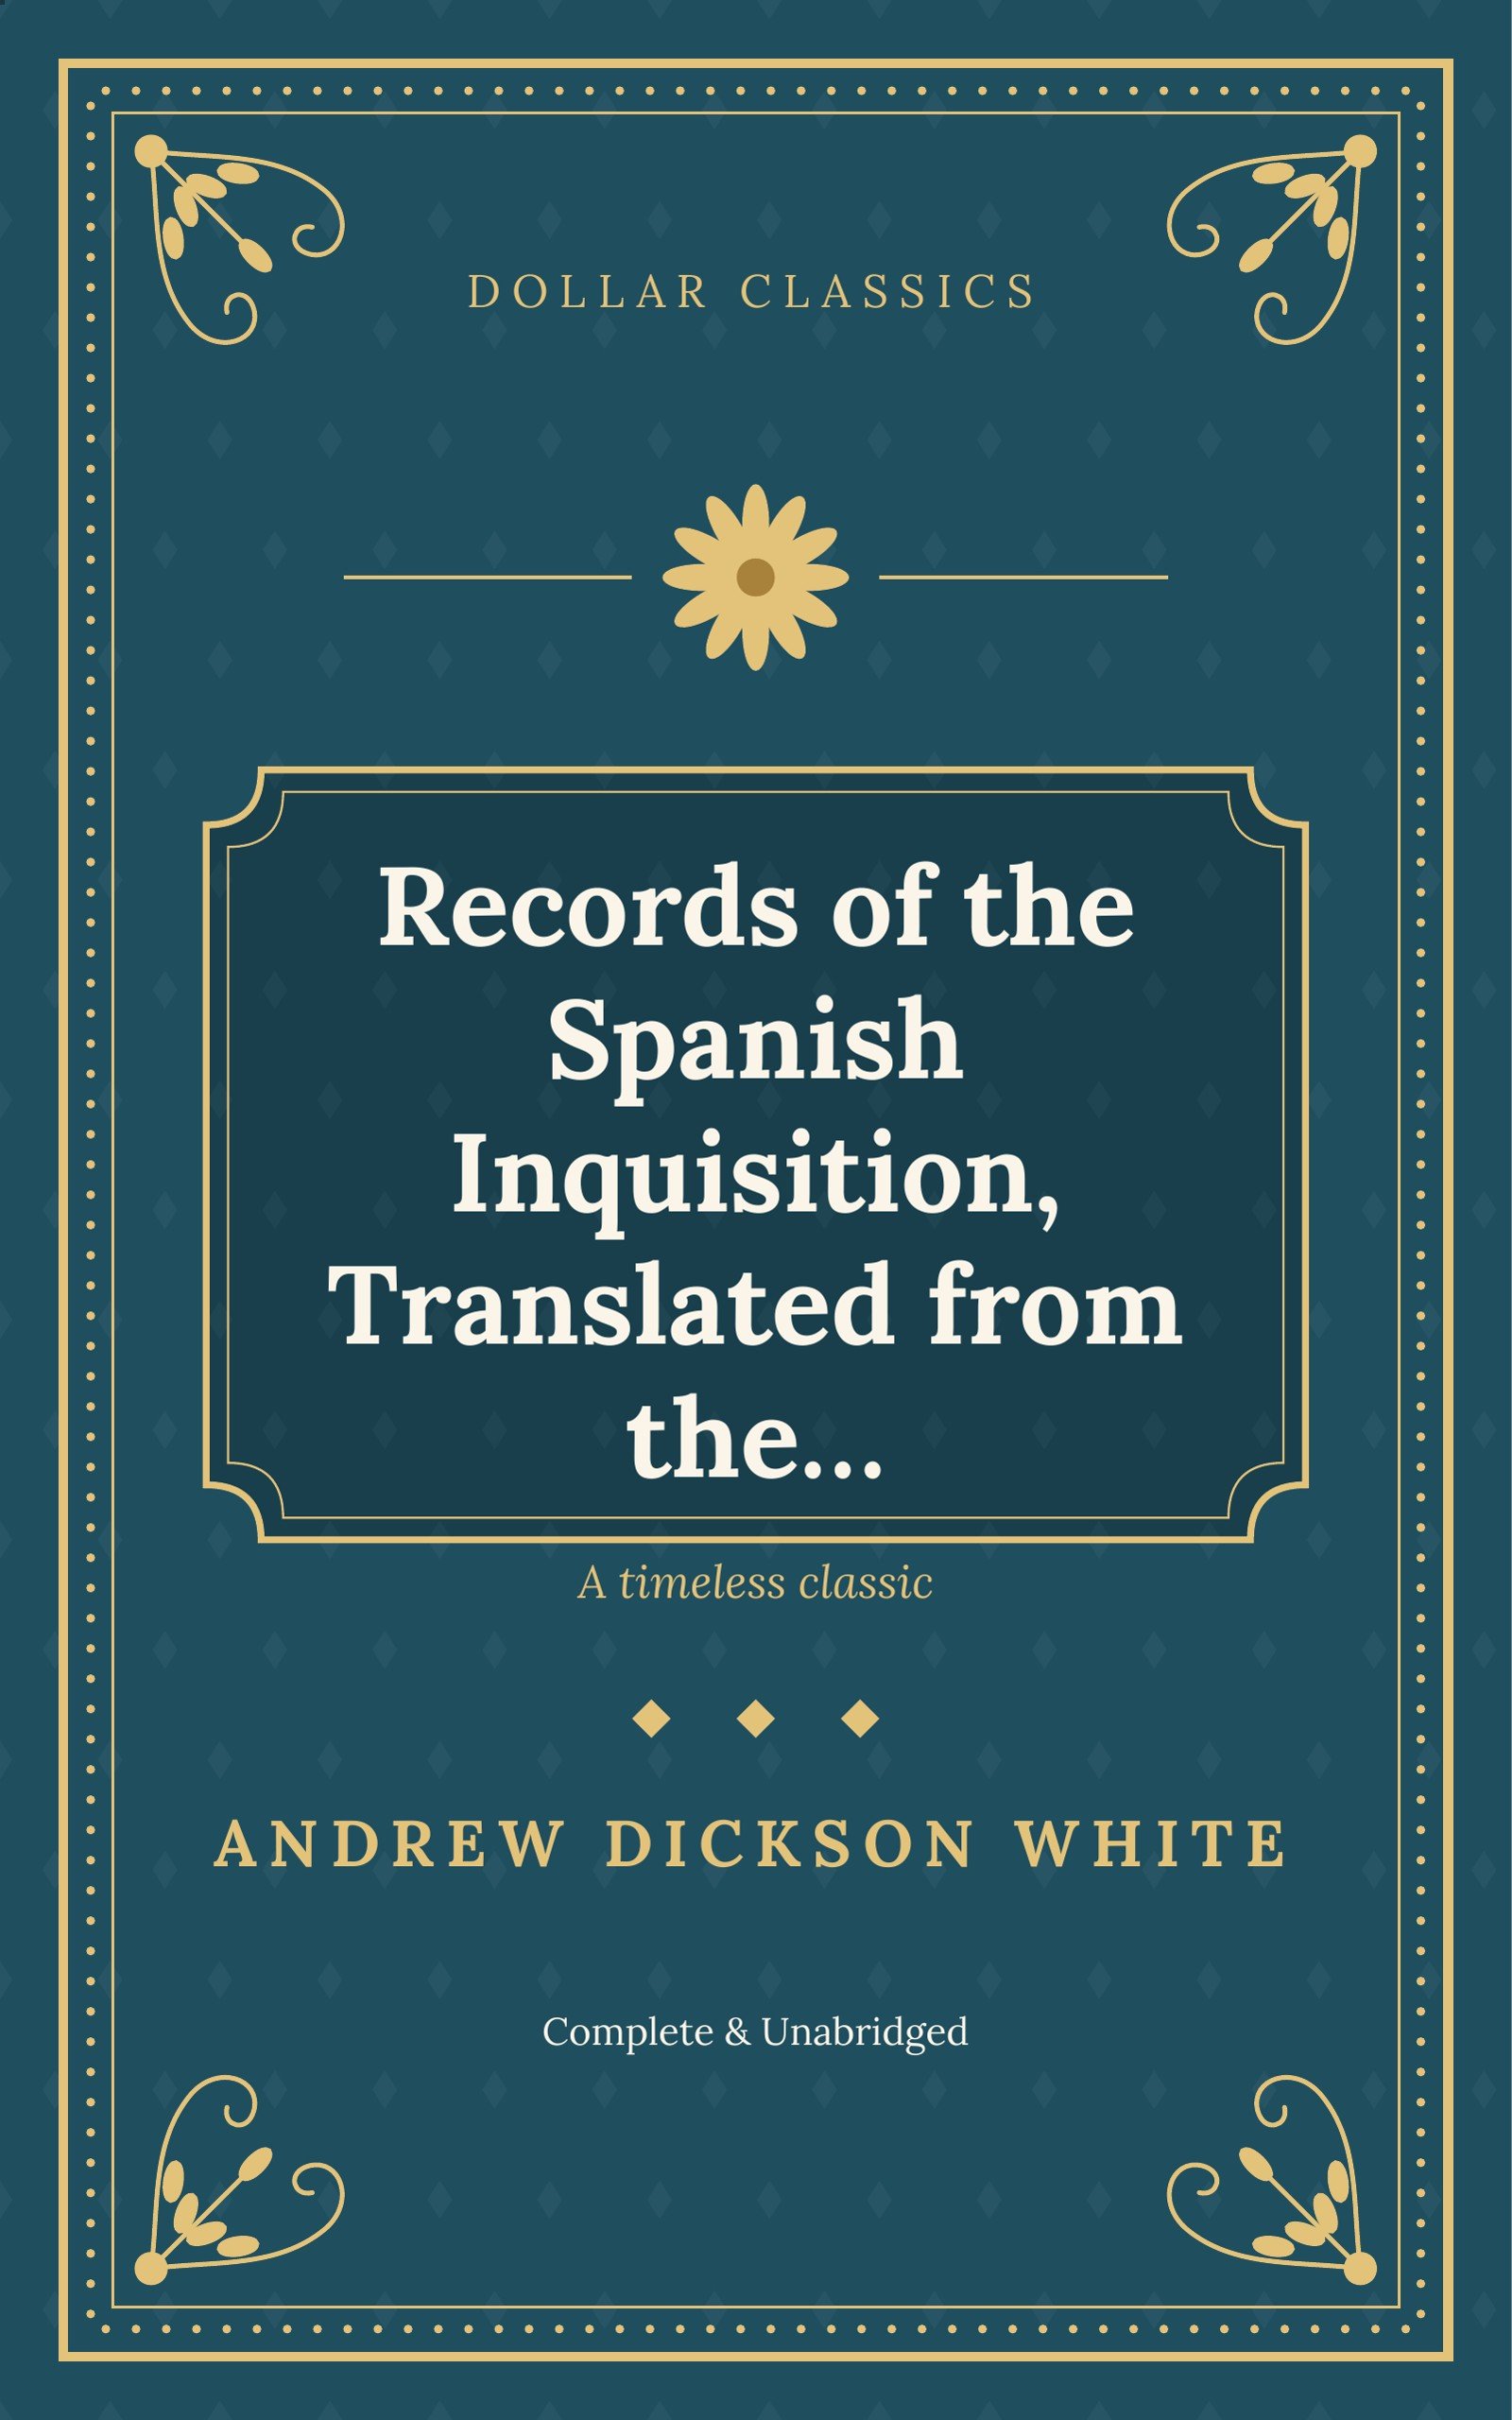 DOLLAR CLASSICS
Records of the
Spanish
Inquisition,
Translated from
the...
A timeless classic
ANDREW DICKSON WHITE
Complete & Unabridged